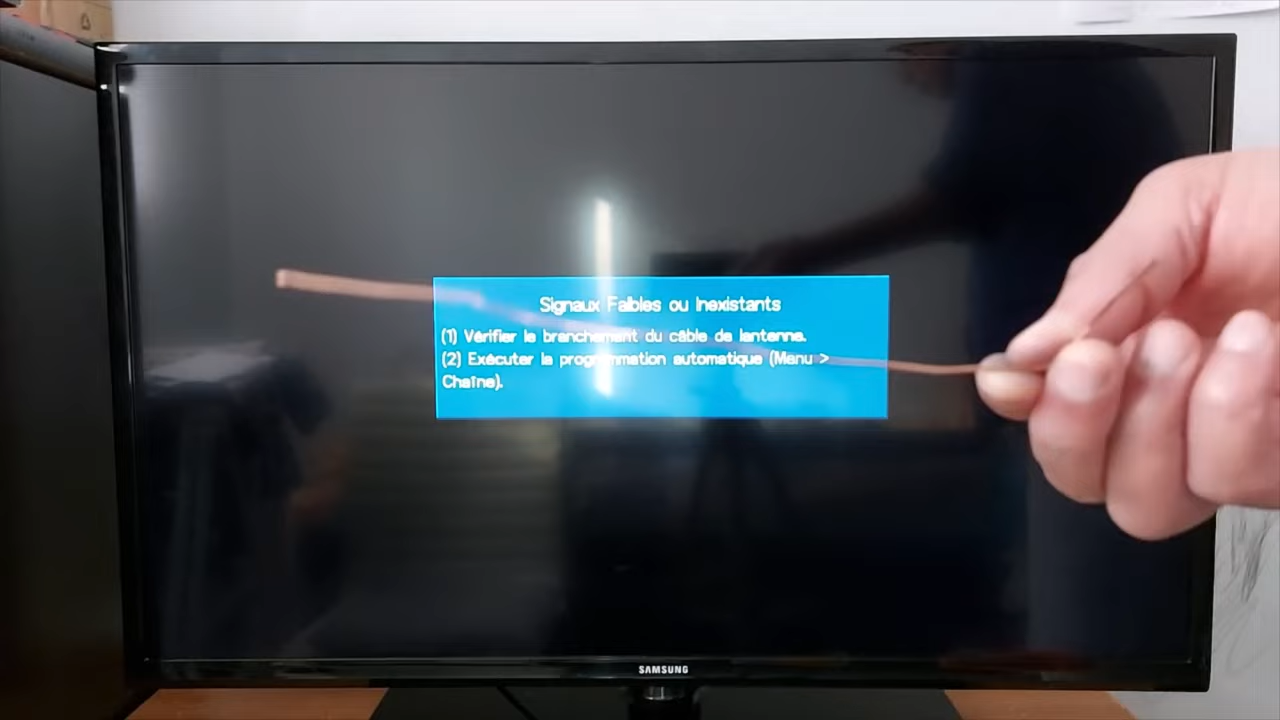 Signaux Faibles ou Inexistants
(1) Vérifier le branchement du câble de lantenne.
(2) Exécuter la programmation automatique (Menu >
Chaîne).
SAMSUNG